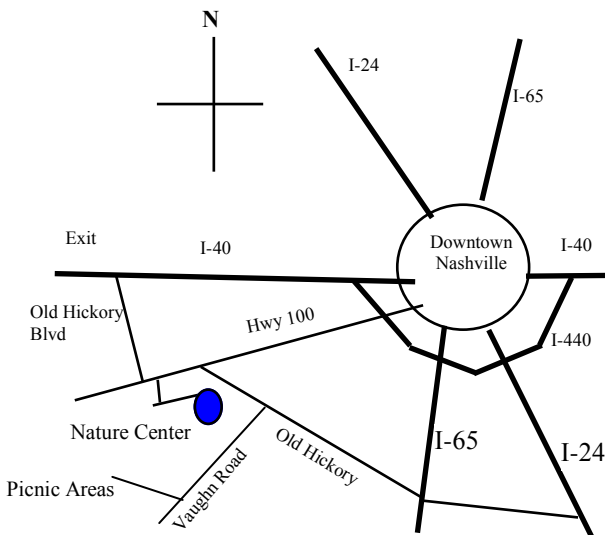 N
I-24
I-65
Exit
I-40
Downtown
Nashville
I-40
Old Hickory
Blvd
Hwy 100
I-440
Nature Center
Old Hickory
I-65
I-24
Picnic Areas
Vaughn Road